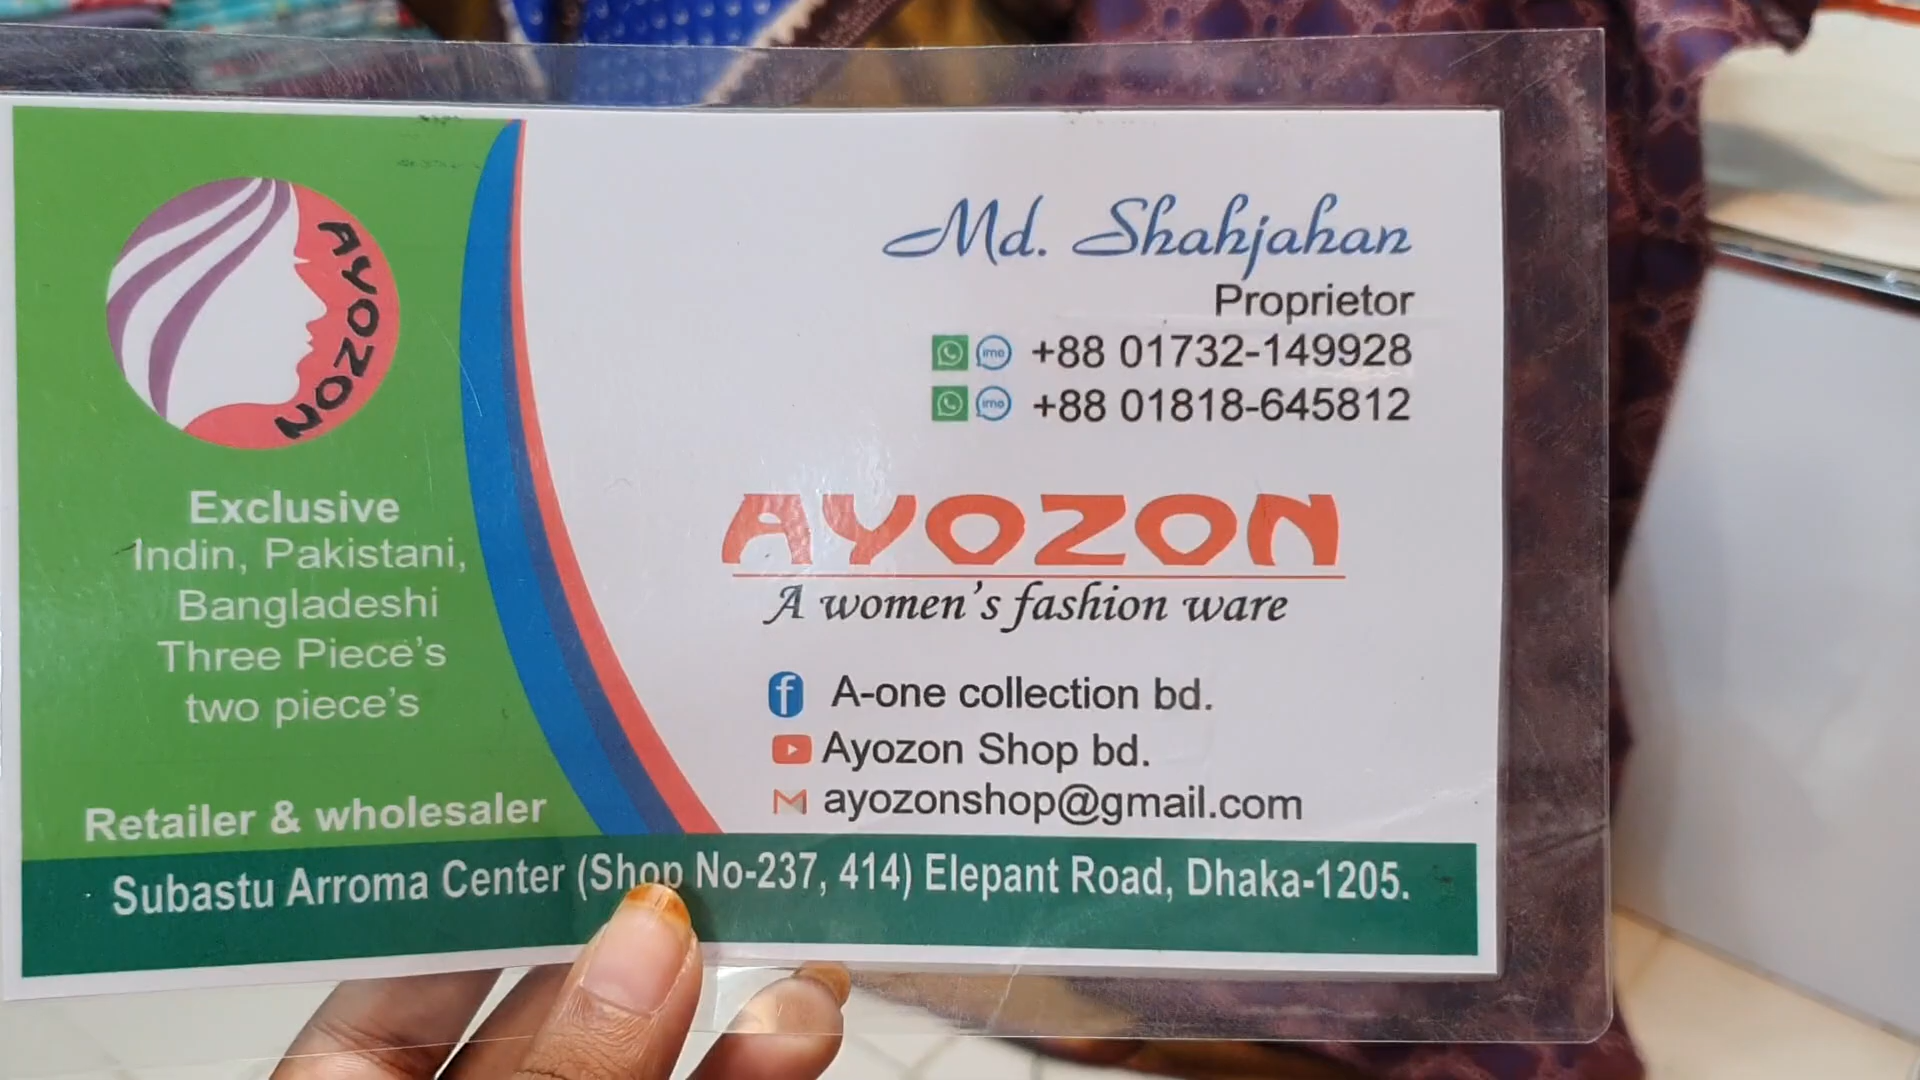 AYOZON
Exclusive
Indin, Pakistani,
Bangladeshi
Three Piece's
two piece's
Retailer & wholesaler
Md. Shahjahan
Proprietor
imo +88 01732-149928
imo +88 01818-645812
AYOZON
A women's fashion ware
f A-one collection bd.
Ayozon Shop bd.
ayozonshop@gmail.com
Subastu Arroma Center (Shop No-237, 414) Elepant Road, Dhaka-1205.